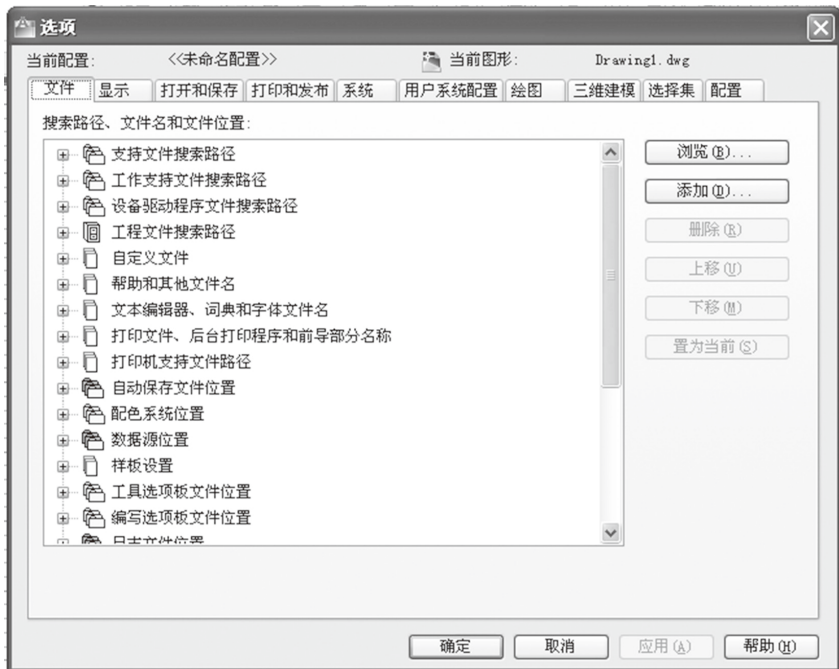 选项
当前配置: <<未命名配置>> 当前图形: Drawing1.dwg
文件 显示 打开和保存 打印和发布 系统 用户系统配置 绘图 三维建模 选择集 配置
搜索路径、文件名和文件位置:
支持文件搜索路径
工作支持文件搜索路径
设备驱动程序文件搜索路径
工程文件搜索路径
自定义文件
帮助和其他文件名
文本编辑器、词典和字体文件名
打印文件、后台打印程序和前导部分名称
打印机支持文件路径
自动保存文件位置
配色系统位置
数据源位置
样板设置
工具选项板文件位置
编写选项板文件位置
日志文件位置
浏览(B)...
添加(D)...
删除(R)
上移(U)
下移(M)
置为当前(S)
确定 取消 应用(A) 帮助(H)